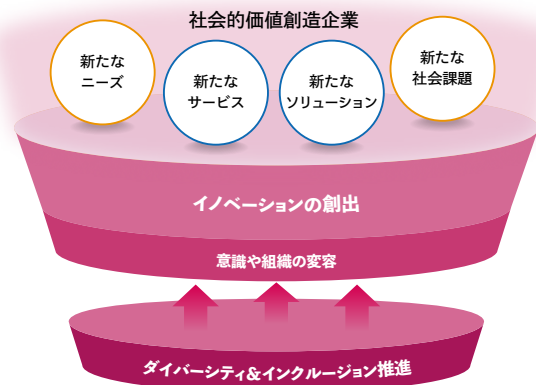 社会的価値創造企業
新たな
ニーズ
新たな
サービス
新たな
ソリューション
新たな
社会課題
イノベーションの創出
意識や組織の変容
ダイバーシティ&インクルージョン推進